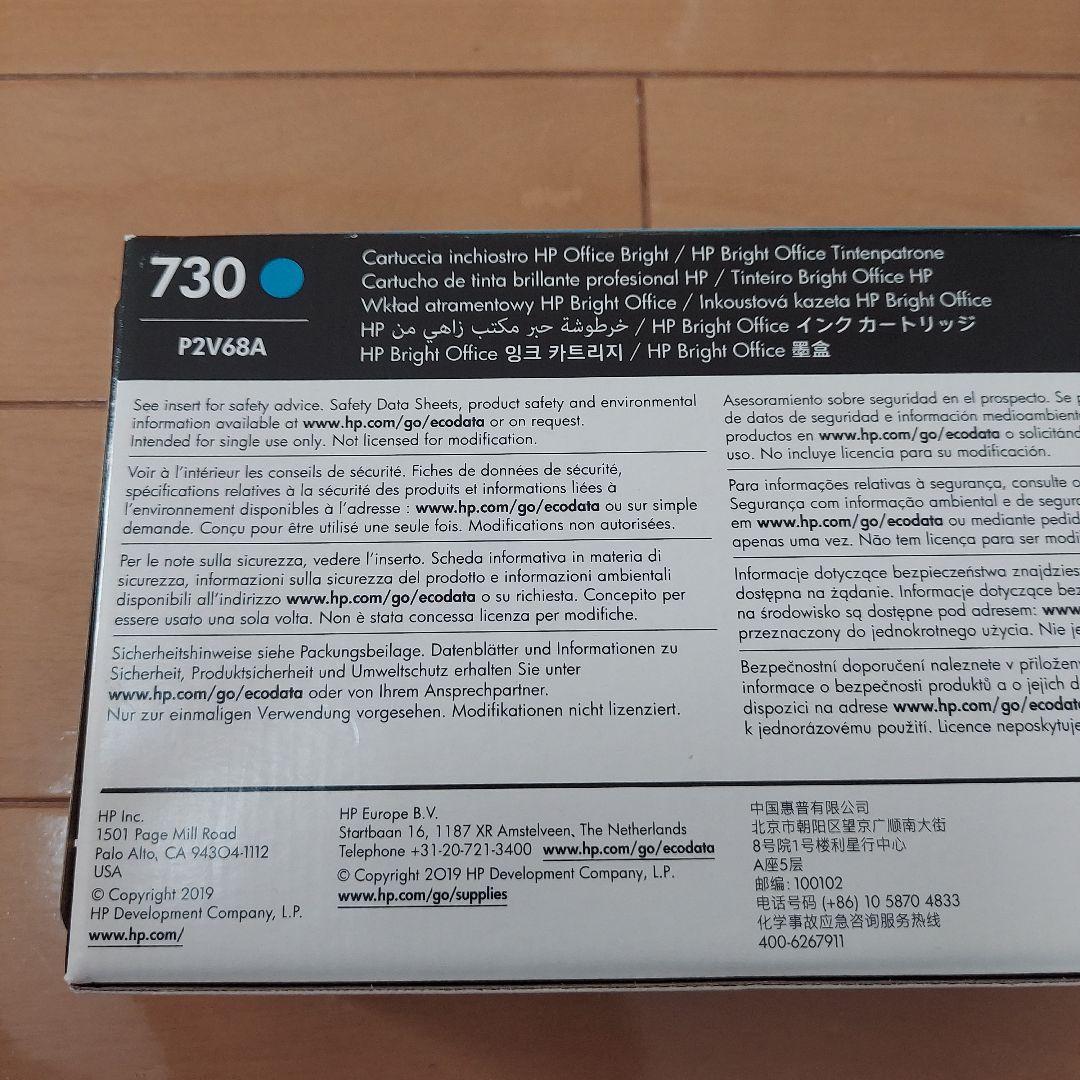 730
P2V68A
Cartuccia inchiostro HP Office Bright / HP Bright Office Tintenpatrone
Cartucho de tinta brillante profesional HP / Tinteiro Bright Office HP
Wkład atramentowy HP Bright Office / Inkoustová kazeta HP Bright Office
خرطوشة حبر مكتب زاهي من HP / HP Bright Office インク カートリッジ
HP Bright Office 잉크 카트리지 / HP Bright Office 墨盒
See insert for safety advice. Safety Data Sheets, product safety and environmental
information available at www.hp.com/go/ecodata or on request.
Intended for single use only. Not licensed for modification.
Voir à l'intérieur les conseils de sécurité. Fiches de données de sécurité,
spécifications relatives à la sécurité des produits et informations liées à
l'environnement disponibles à l'adresse : www.hp.com/go/ecodata ou sur simple
demande. Conçu pour être utilisé une seule fois. Modifications non autorisées.
Per le note sulla sicurezza, vedere l'inserto. Scheda informativa in materia di
sicurezza, informazioni sulla sicurezza del prodotto e informazioni ambientali
disponibili all'indirizzo www.hp.com/go/ecodata o su richiesta. Concepito per
essere usato una sola volta. Non è stata concessa licenza per modifiche.
Sicherheitshinweise siehe Packungsbeilage. Datenblätter und Informationen zu
Sicherheit, Produktsicherheit und Umweltschutz erhalten Sie unter
www.hp.com/go/ecodata oder von Ihrem Ansprechpartner.
Nur zur einmaligen Verwendung vorgesehen. Modifikationen nicht lizenziert.
Asesoramiento sobre seguridad en el prospecto. Se
de datos de seguridad e información
productos en www.hp.com/go/ecodata o
uso. No incluye licencia para su modificación.
Para informações relativas à segurança, consulte o
Segurança com informação ambiental e de
em www.hp.com/go/ecodata ou mediante
apenas uma vez. Não tem licença para ser
Informacje dotyczące bezpieczeństwa
dostępna na żądanie. Informacje dotyczące
na środowisko są dostępne pod adresem: www.
przeznaczony do jednokrotnego użycia. Nie
Bezpečnostní doporučení naleznete v
informace o bezpečnosti produktů a o jejich
dispozici na adrese www.hp.com/go/ecodata
k jednorázovému použití. Licence
HP Inc.
1501 Page Mill Road
Palo Alto, CA 94304-1112
USA
© Copyright 2019
HP Development Company, L.P.
www.hp.com/
HP Europe B.V.
Startbaan 16, 1187 XR Amstelveen, The Netherlands
Telephone +31-20-721-3400 www.hp.com/go/ecodata
© Copyright 2019 HP Development Company, L.P.
www.hp.com/go/supplies
中国惠普有限公司
北京市朝阳区望京广顺南大街
8号院1号楼利星行中心
A座5层
邮编: 100102
电话号码 (+86) 10 5870 4833
化学事故应急咨询服务热线
400-6267911